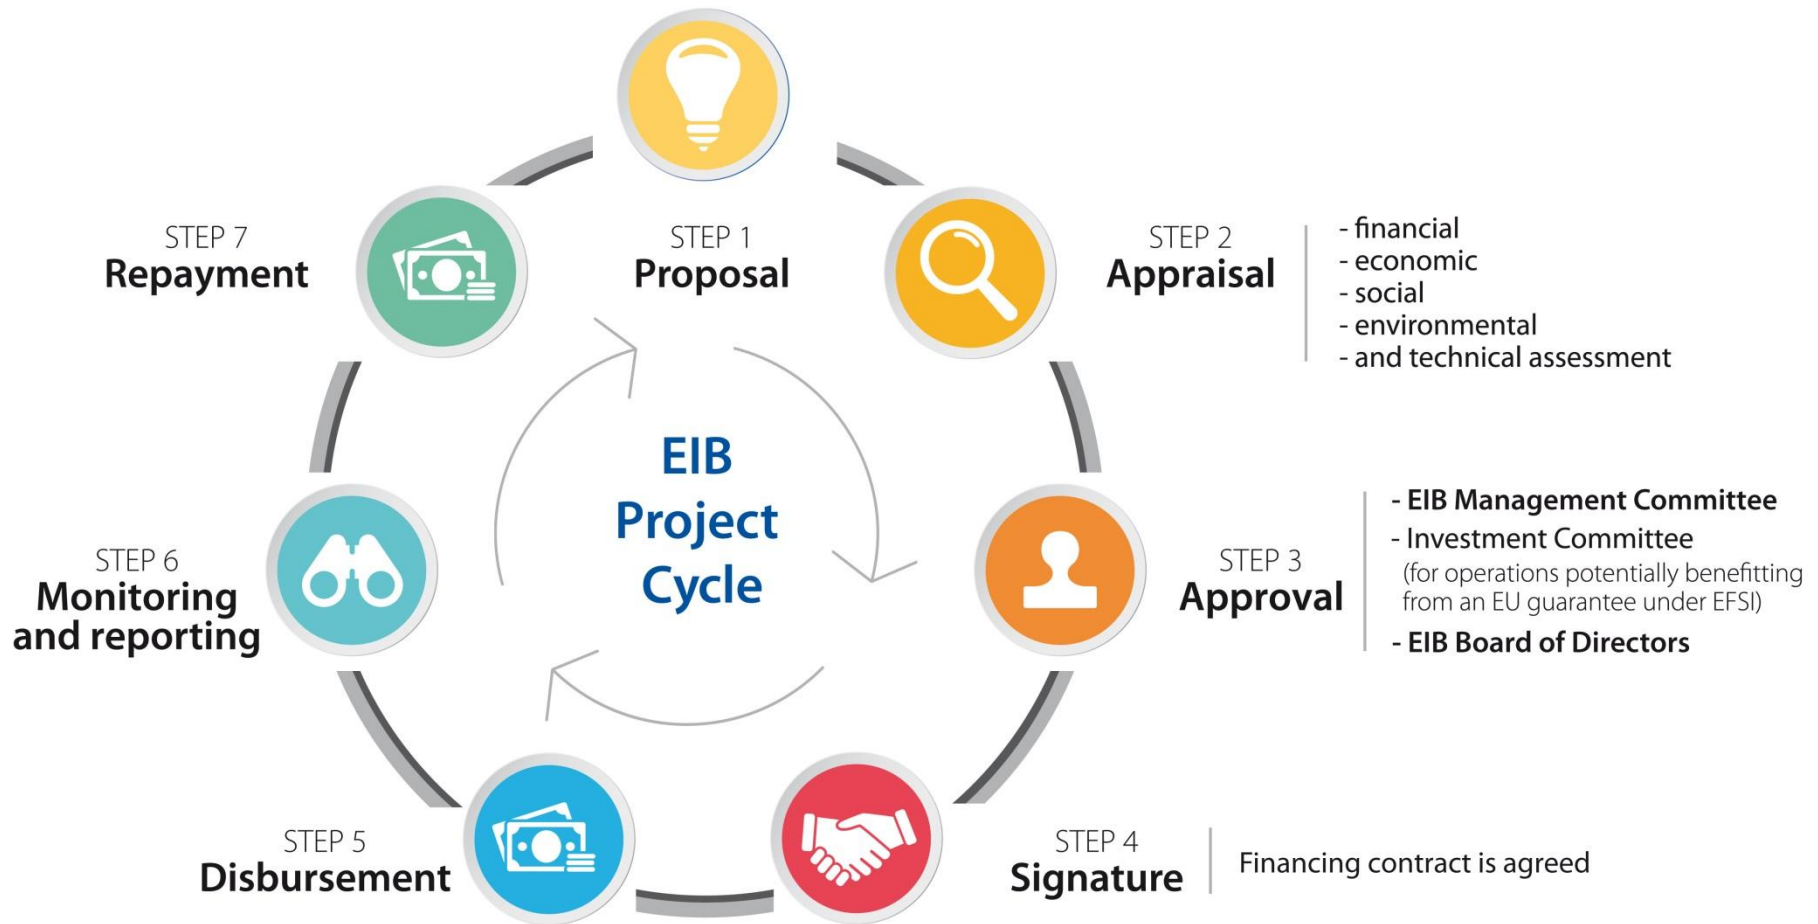 STEP 1
Proposal
STEP 2
Appraisal
- financial
- economic
- social
- environmental
- and technical assessment
STEP 3
Approval
- EIB Management Committee
- Investment Committee
(for operations potentially benefitting
from an EU guarantee under EFSI)
- EIB Board of Directors
STEP 4
Signature
Financing contract is agreed
STEP 5
Disbursement
STEP 6
Monitoring
and reporting
STEP 7
Repayment
EIB
Project
Cycle